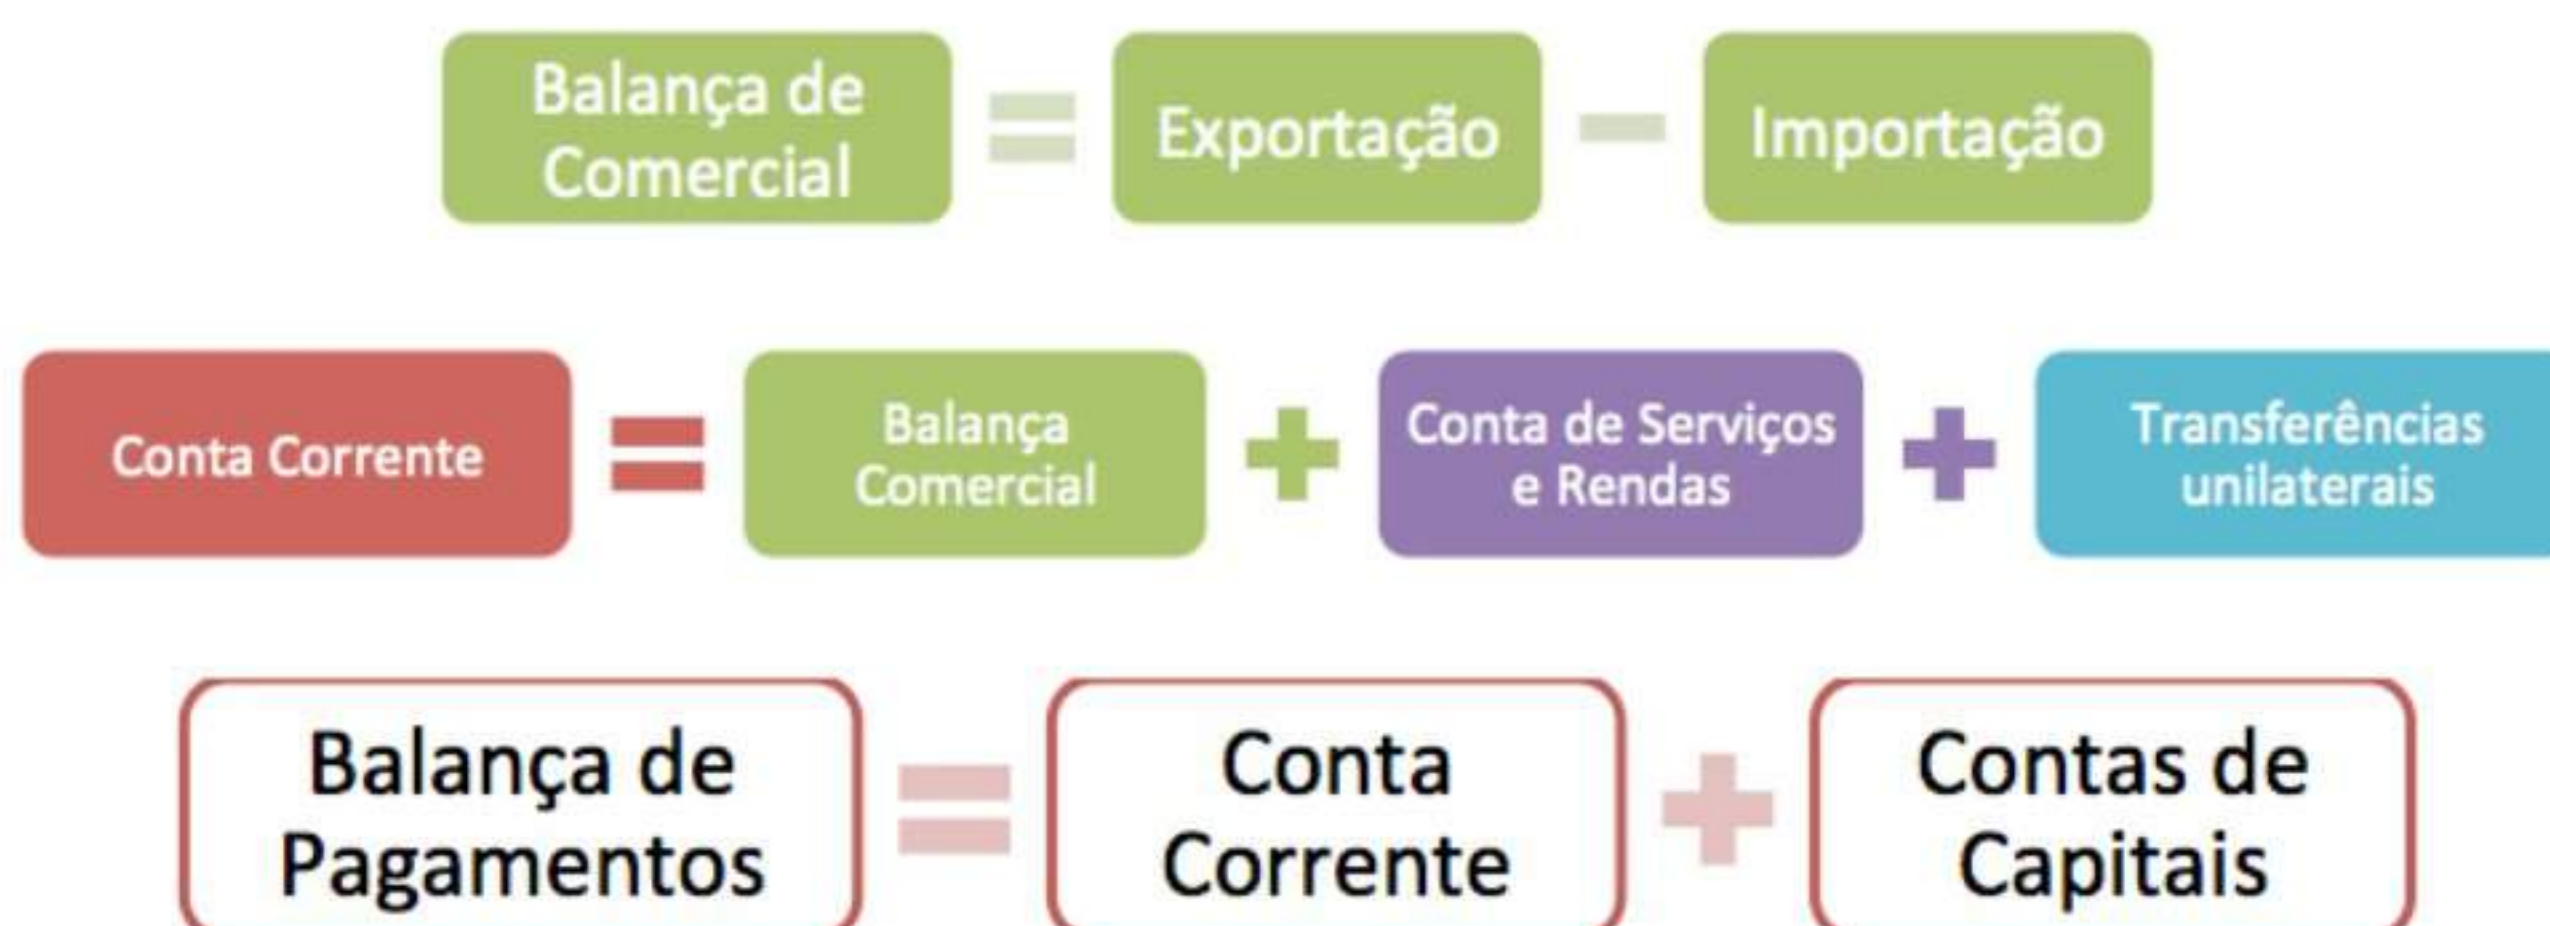 Balança de
Comercial
=
Exportação
-
Importação
Conta Corrente
=
Balança
Comercial
+
Conta de Serviços
e Rendas
+
Transferências
unilaterais
Balança de
Pagamentos
=
Conta
Corrente
+
Contas de
Capitais